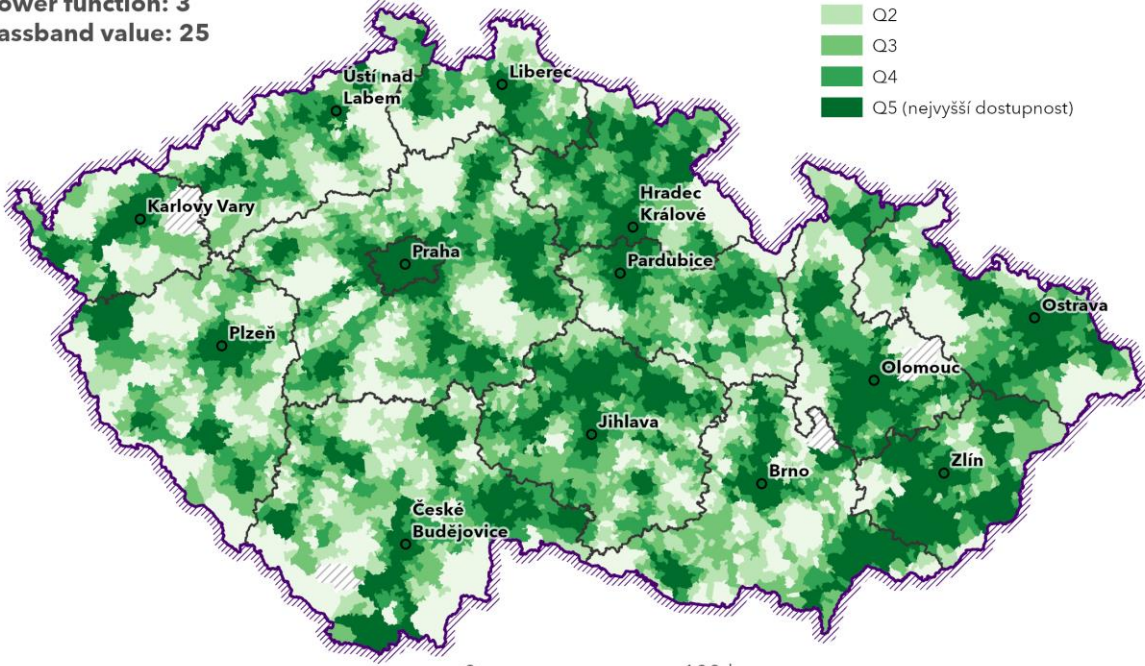 ower function: 3
assband value: 25
Q2
Q3
Q4
Q5 (nejvyšší dostupnost)
Ústí nad
Labem
Liberec
Karlovy Vary
Hradec
Králové
Praha
Pardubice
Ostrava
Plzeň
Olomouc
Jihlava
Zlín
Brno
České
Budějovice